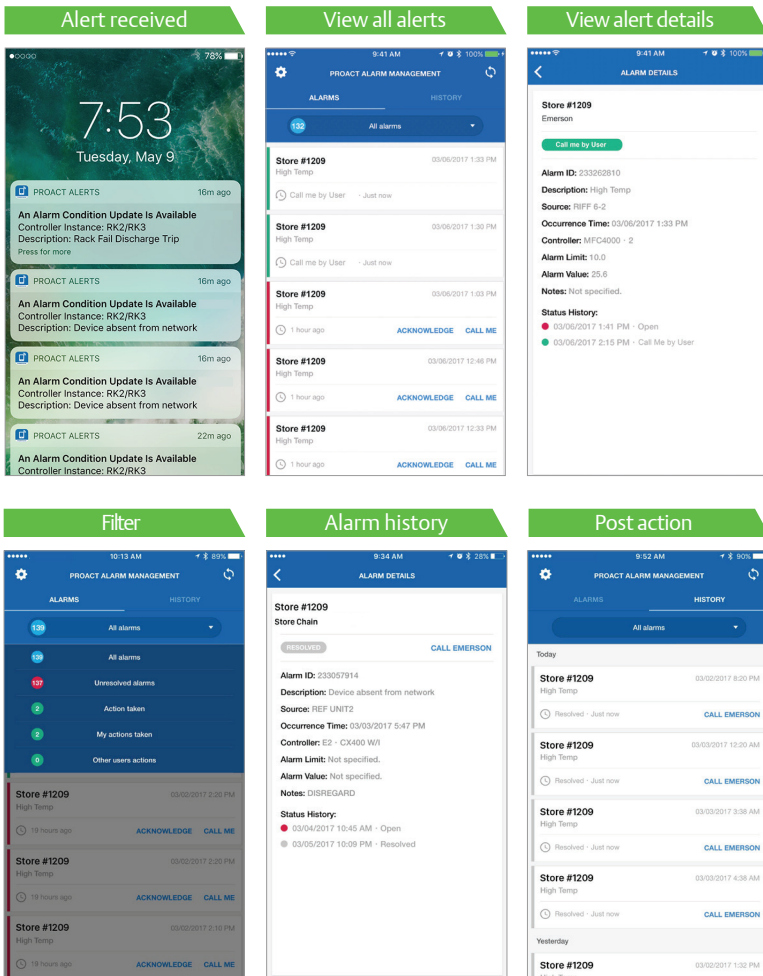 Alert received
78%
7:53
Tuesday, May 9
PROACT ALERTS 16m ago
An Alarm Condition Update Is Available
Controller Instance: RK2/RK3
Description: Rack Fail Discharge Trip
Press for more
PROACT ALERTS 16m ago
An Alarm Condition Update Is Available
Controller Instance: RK2/RK3
Description: Device absent from network
PROACT ALERTS 16m ago
An Alarm Condition Update Is Available
Controller Instance: RK2/RK3
Description: Device absent from network
PROACT ALERTS 22m ago
An Alarm Condition Update Is Available
Controller Instance: RK2/RK3
View all alerts
9:41 AM 100%
PROACT ALARM MANAGEMENT
ALARMS HISTORY
132 All alarms
Store #1209 03/06/2017 1:33 PM
High Temp
Call me by User - Just now
Store #1209 03/06/2017 1:30 PM
High Temp
Call me by User - Just now
Store #1209 03/06/2017 1:03 PM
High Temp
1 hour ago ACKNOWLEDGE CALL ME
Store #1209 03/06/2017 12:46 PM
High Temp
1 hour ago ACKNOWLEDGE CALL ME
Store #1209 03/06/2017 12:33 PM
High Temp
1 hour ago ACKNOWLEDGE CALL ME
View alert details
9:41 AM 100%
ALARM DETAILS
Store #1209
Emerson
Call me by User
Alarm ID: 233262810
Description: High Temp
Source: RIFF 6-2
Occurrence Time: 03/06/2017 1:33 PM
Controller: MFC4000 - 2
Alarm Limit: 10.0
Alarm Value: 25.6
Notes: Not specified.
Status History:
03/06/2017 1:41 PM - Open
03/06/2017 2:15 PM - Call Me by User
Filter
10:13 AM 89%
PROACT ALARM MANAGEMENT
ALARMS HISTORY
139 All alarms
139 All alarms
137 Unresolved alarms
2 Action taken
2 My actions taken
0 Other users actions
Store #1209 03/02/2017 2:20 PM
High Temp
19 hours ago ACKNOWLEDGE CALL ME
Store #1209 03/02/2017 2:20 PM
High Temp
19 hours ago ACKNOWLEDGE CALL ME
Store #1209 03/02/2017 2:10 PM
High Temp
19 hours ago ACKNOWLEDGE CALL ME
Alarm history
9:34 AM 28%
ALARM DETAILS
Store #1209
Store Chain
RESOLVED CALL EMERSON
Alarm ID: 233057914
Description: Device absent from network
Source: REF UNIT2
Occurrence Time: 03/03/2017 5:47 PM
Controller: E2 - CX400 W/I
Alarm Limit: Not specified.
Alarm Value: Not specified.
Notes: DISREGARD
Status History:
03/04/2017 10:45 AM - Open
03/05/2017 10:09 PM - Resolved
Post action
9:52 AM 90%
PROACT ALARM MANAGEMENT
ALARMS HISTORY
All alarms
Today
Store #1209 03/02/2017 8:20 PM
High Temp
Resolved - Just now CALL EMERSON
Store #1209 03/03/2017 12:20 AM
High Temp
Resolved - Just now CALL EMERSON
Store #1209 03/03/2017 3:38 AM
High Temp
Resolved - Just now CALL EMERSON
Store #1209 03/03/2017 4:38 AM
High Temp
Resolved - Just now CALL EMERSON
Yesterday
Store #1209 03/02/2017 1:32 PM